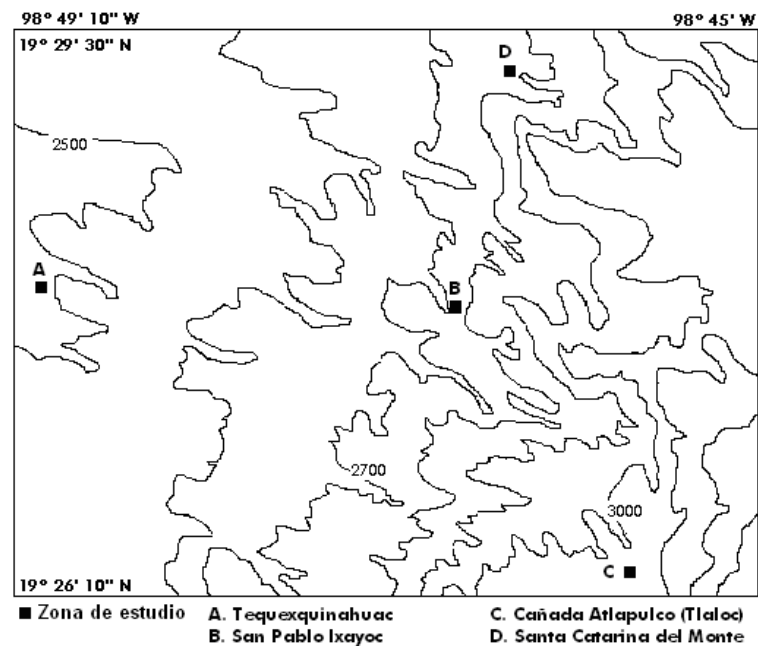 98° 49' 10'' W 98° 45' W
19° 29' 30'' N
D
2500
A
B
2700
3000
C
19° 26' 10'' N
Zona de estudio A. Tequexquinahuac C. Cañada Atlapulco (Tlaloc)
B. San Pablo Ixayoc D. Santa Catarina del Monte